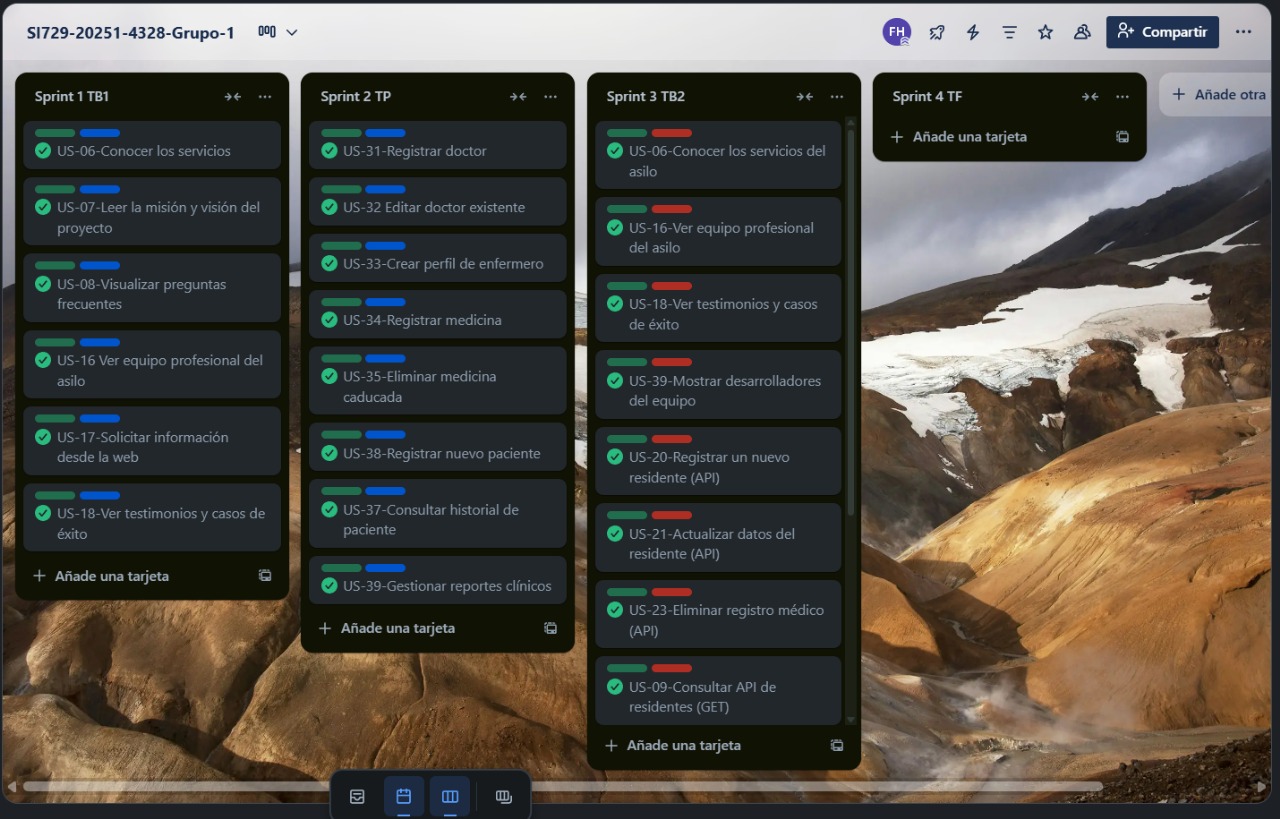 SI729-20251-4328-Grupo-1
FH
Compartir
Sprint 1 TB1
US-06-Conocer los servicios
US-07-Leer la misión y visión del
proyecto
US-08-Visualizar preguntas
frecuentes
US-16 Ver equipo profesional del
asilo
US-17-Solicitar información
desde la web
US-18-Ver testimonios y casos de
éxito
Añade una tarjeta
Sprint 2 TP
US-31-Registrar doctor
US-32 Editar doctor existente
US-33-Crear perfil de enfermero
US-34-Registrar medicina
US-35-Eliminar medicina
caducada
US-38-Registrar nuevo paciente
US-37-Consultar historial de
paciente
US-39-Gestionar reportes clínicos
Añade una tarjeta
Sprint 3 TB2
US-06-Conocer los servicios del
asilo
US-16-Ver equipo profesional
del asilo
US-18-Ver testimonios y casos
de éxito
US-39-Mostrar desarrolladores
del equipo
US-20-Registrar un nuevo
residente (API)
US-21-Actualizar datos del
residente (API)
US-23-Eliminar registro médico
(API)
US-09-Consultar API de
residentes (GET)
Añade una tarjeta
Sprint 4 TF
Añade una tarjeta
Añade otra